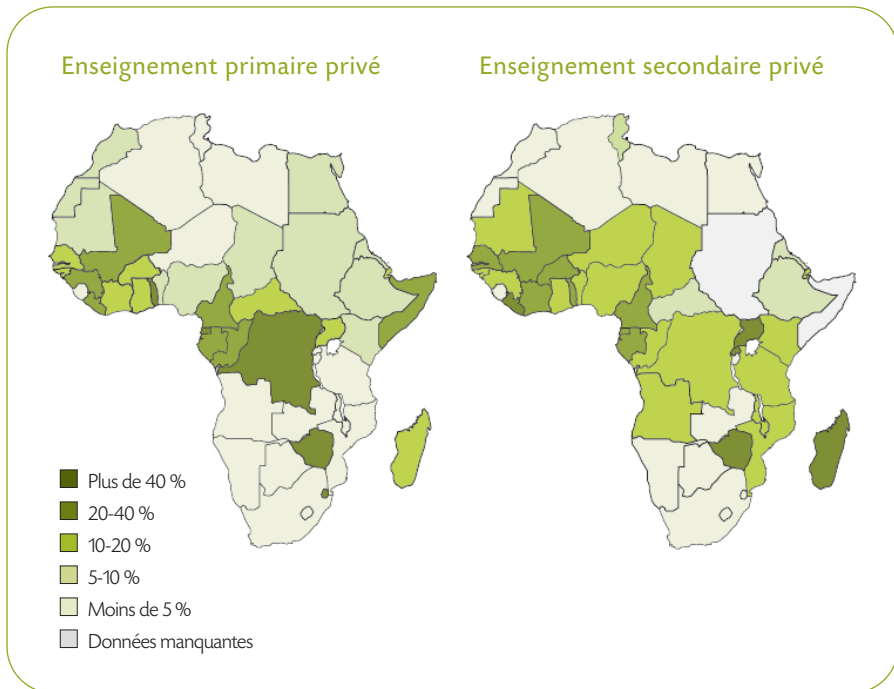 Enseignement primaire privé
Enseignement secondaire privé
Plus de 40 %
20-40 %
10-20 %
5-10 %
Moins de 5 %
Données manquantes